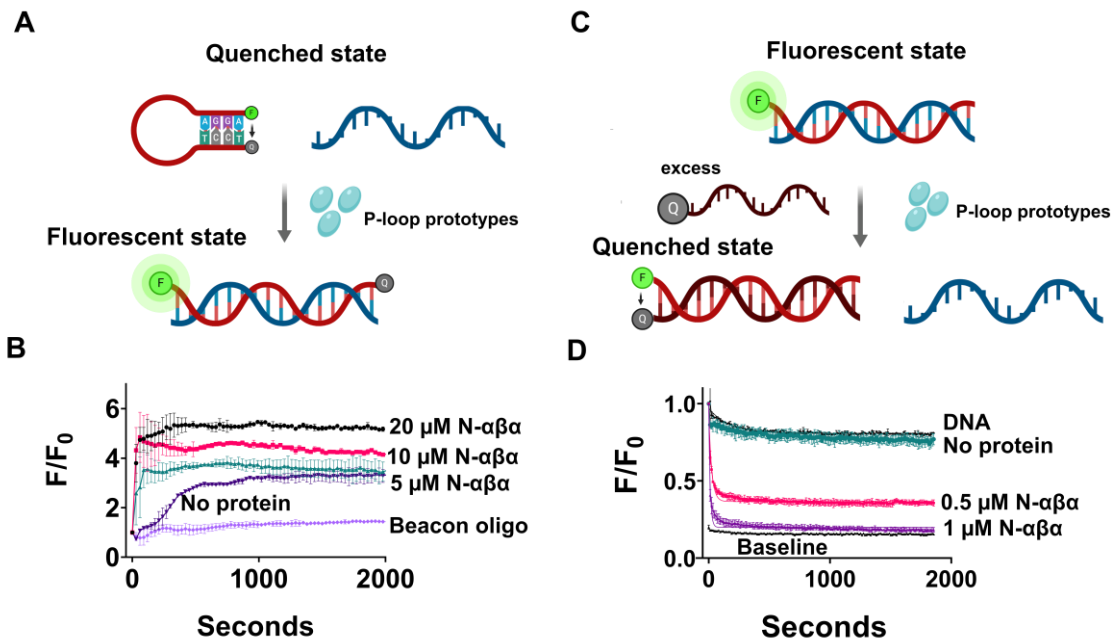 A
Quenched state
A G G A
T C C T
F
Q
P-loop prototypes
Fluorescent state
F
Q
B
F/F0
6
4
2
0
20 µM N-αβα
10 µM N-αβα
5 µM N-αβα
No protein
Beacon oligo
0
1000
2000
Seconds
C
Fluorescent state
F
excess
Q
P-loop prototypes
Quenched state
F
Q
D
F/F0
1.0
0.5
0.0
DNA
No protein
0.5 µM N-αβα
1 µM N-αβα
Baseline
0
1000
2000
Seconds